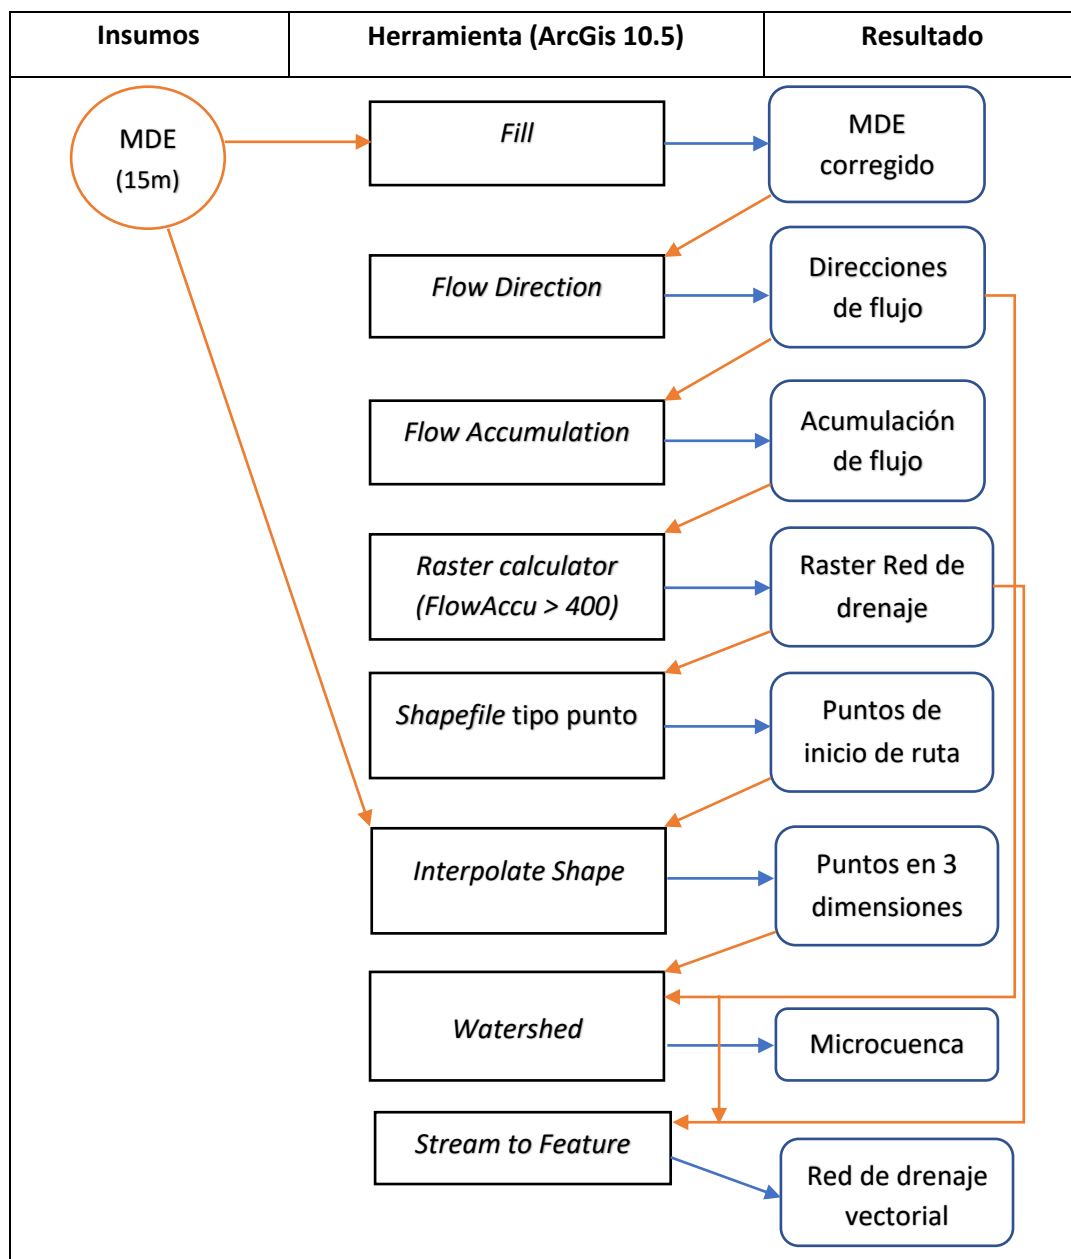 Insumos
Herramienta (ArcGis 10.5)
Resultado
MDE
(15m)
Fill
MDE
corregido
Flow Direction
Direcciones
de flujo
Flow Accumulation
Acumulación
de flujo
Raster calculator
(FlowAccu > 400)
Raster Red de
drenaje
Shapefile tipo punto
Puntos de
inicio de ruta
Interpolate Shape
Puntos en 3
dimensiones
Watershed
Microcuenca
Stream to Feature
Red de drenaje
vectorial